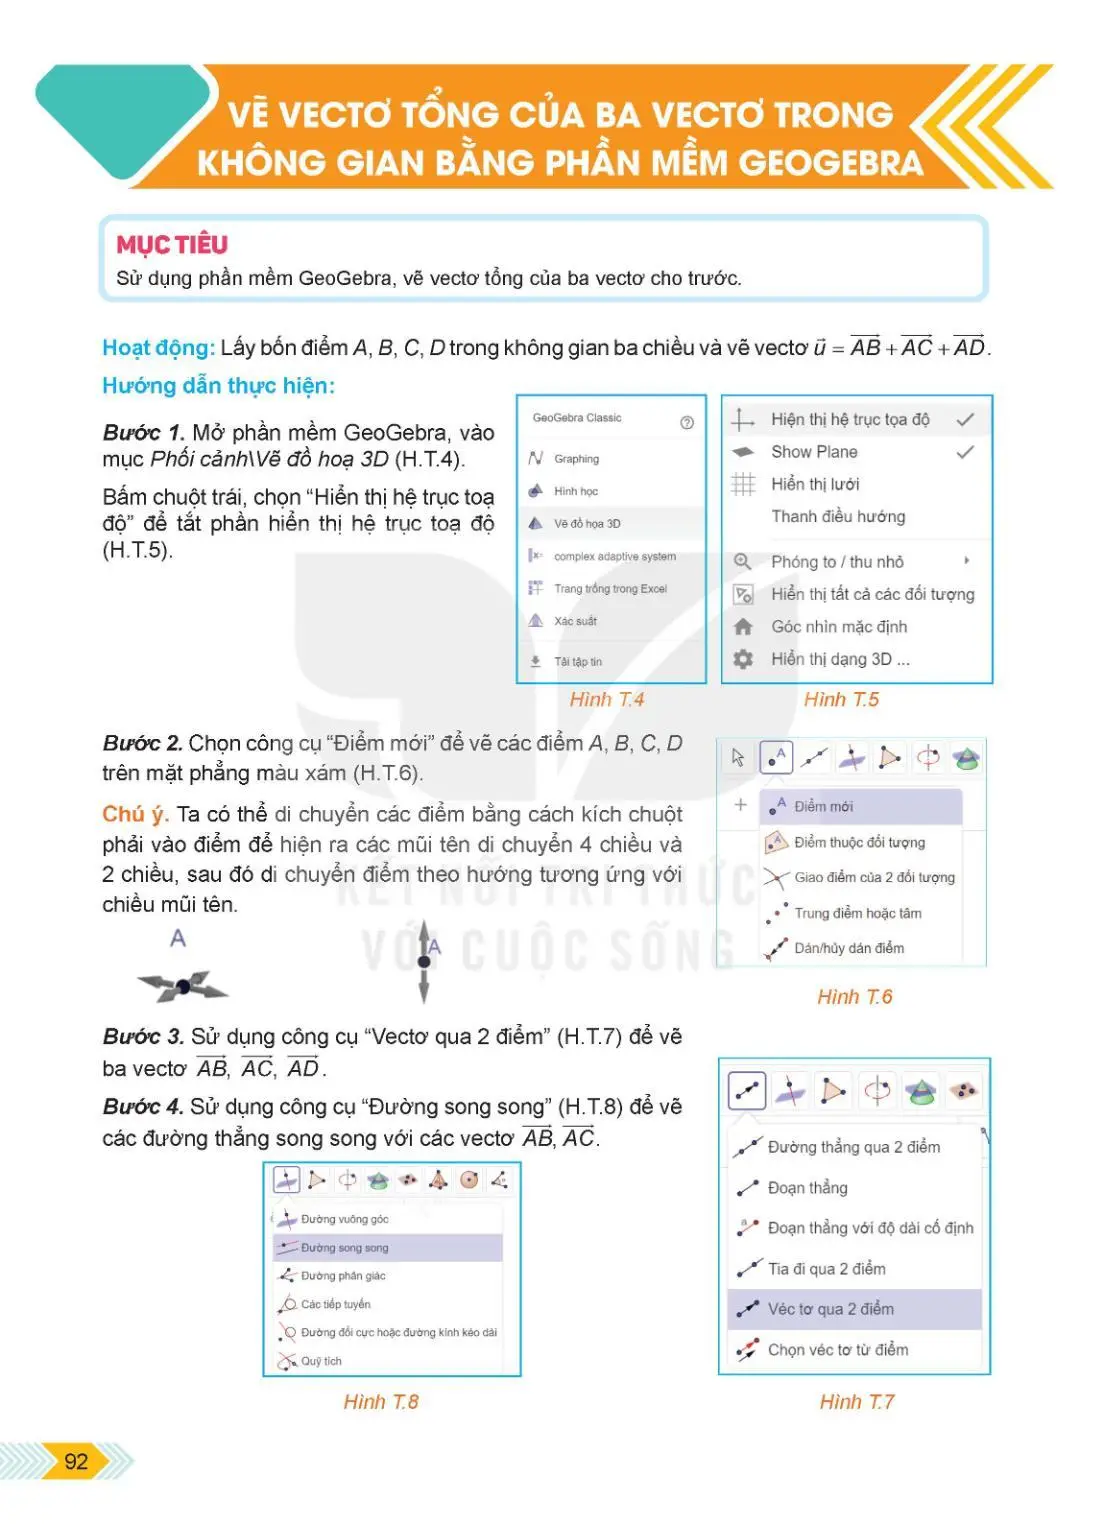 VẼ VECTƠ TỔNG CỦA BA VECTƠ TRONG
KHÔNG GIAN BẰNG PHẦN MỀM GEOGEBRA
MỤC TIÊU
Sử dụng phần mềm GeoGebra, vẽ vectơ tổng của ba vectơ cho trước.
Hoạt động: Lấy bốn điểm A, B, C, D trong không gian ba chiều và vẽ vectơ u⃗ = AB⃗ + AC⃗ + AD⃗.
Hướng dẫn thực hiện:
Bước 1. Mở phần mềm GeoGebra, vào
mục Phối cảnh\Vẽ đồ hoạ 3D (H.T.4).
Bấm chuột trái, chọn “Hiển thị hệ trục toạ
độ” để tắt phần hiển thị hệ trục toạ độ
(H.T.5).
GeoGebra Classic
Graphing
Hình học
Vẽ đồ họa 3D
complex adaptive system
Trang trống trong Excel
Xác suất
Tải tập tin
Hình T.4
Hiện thị hệ trục tọa độ
Show Plane
Hiển thị lưới
Thanh điều hướng
Phóng to / thu nhỏ
Hiển thị tất cả các đối tượng
Góc nhìn mặc định
Hiển thị dạng 3D ...
Hình T.5
Bước 2. Chọn công cụ “Điểm mới” để vẽ các điểm A, B, C, D
trên mặt phẳng màu xám (H.T.6).
Chú ý. Ta có thể di chuyển các điểm bằng cách kích chuột
phải vào điểm để hiện ra các mũi tên di chuyển 4 chiều và
2 chiều, sau đó di chuyển điểm theo hướng tương ứng với
chiều mũi tên.
A
A
A
A Điểm mới
Điểm thuộc đối tượng
Giao điểm của 2 đối tượng
Trung điểm hoặc tâm
Dán/hủy dán điểm
Hình T.6
KẾT NỐI TRI THỨC
VỚI CUỘC SỐNG
Bước 3. Sử dụng công cụ “Vectơ qua 2 điểm” (H.T.7) để vẽ
ba vectơ AB⃗, AC⃗, AD⃗.
Bước 4. Sử dụng công cụ “Đường song song” (H.T.8) để vẽ
các đường thẳng song song với các vectơ AB⃗, AC⃗.
Đường vuông góc
Đường song song
Đường phân giác
Các tiếp tuyến
Đường đối cực hoặc đường kính kéo dài
Quỹ tích
Hình T.8
Đường thẳng qua 2 điểm
Đoạn thẳng
a Đoạn thẳng với độ dài cố định
Tia đi qua 2 điểm
Véc tơ qua 2 điểm
Chọn véc tơ từ điểm
Hình T.7
92